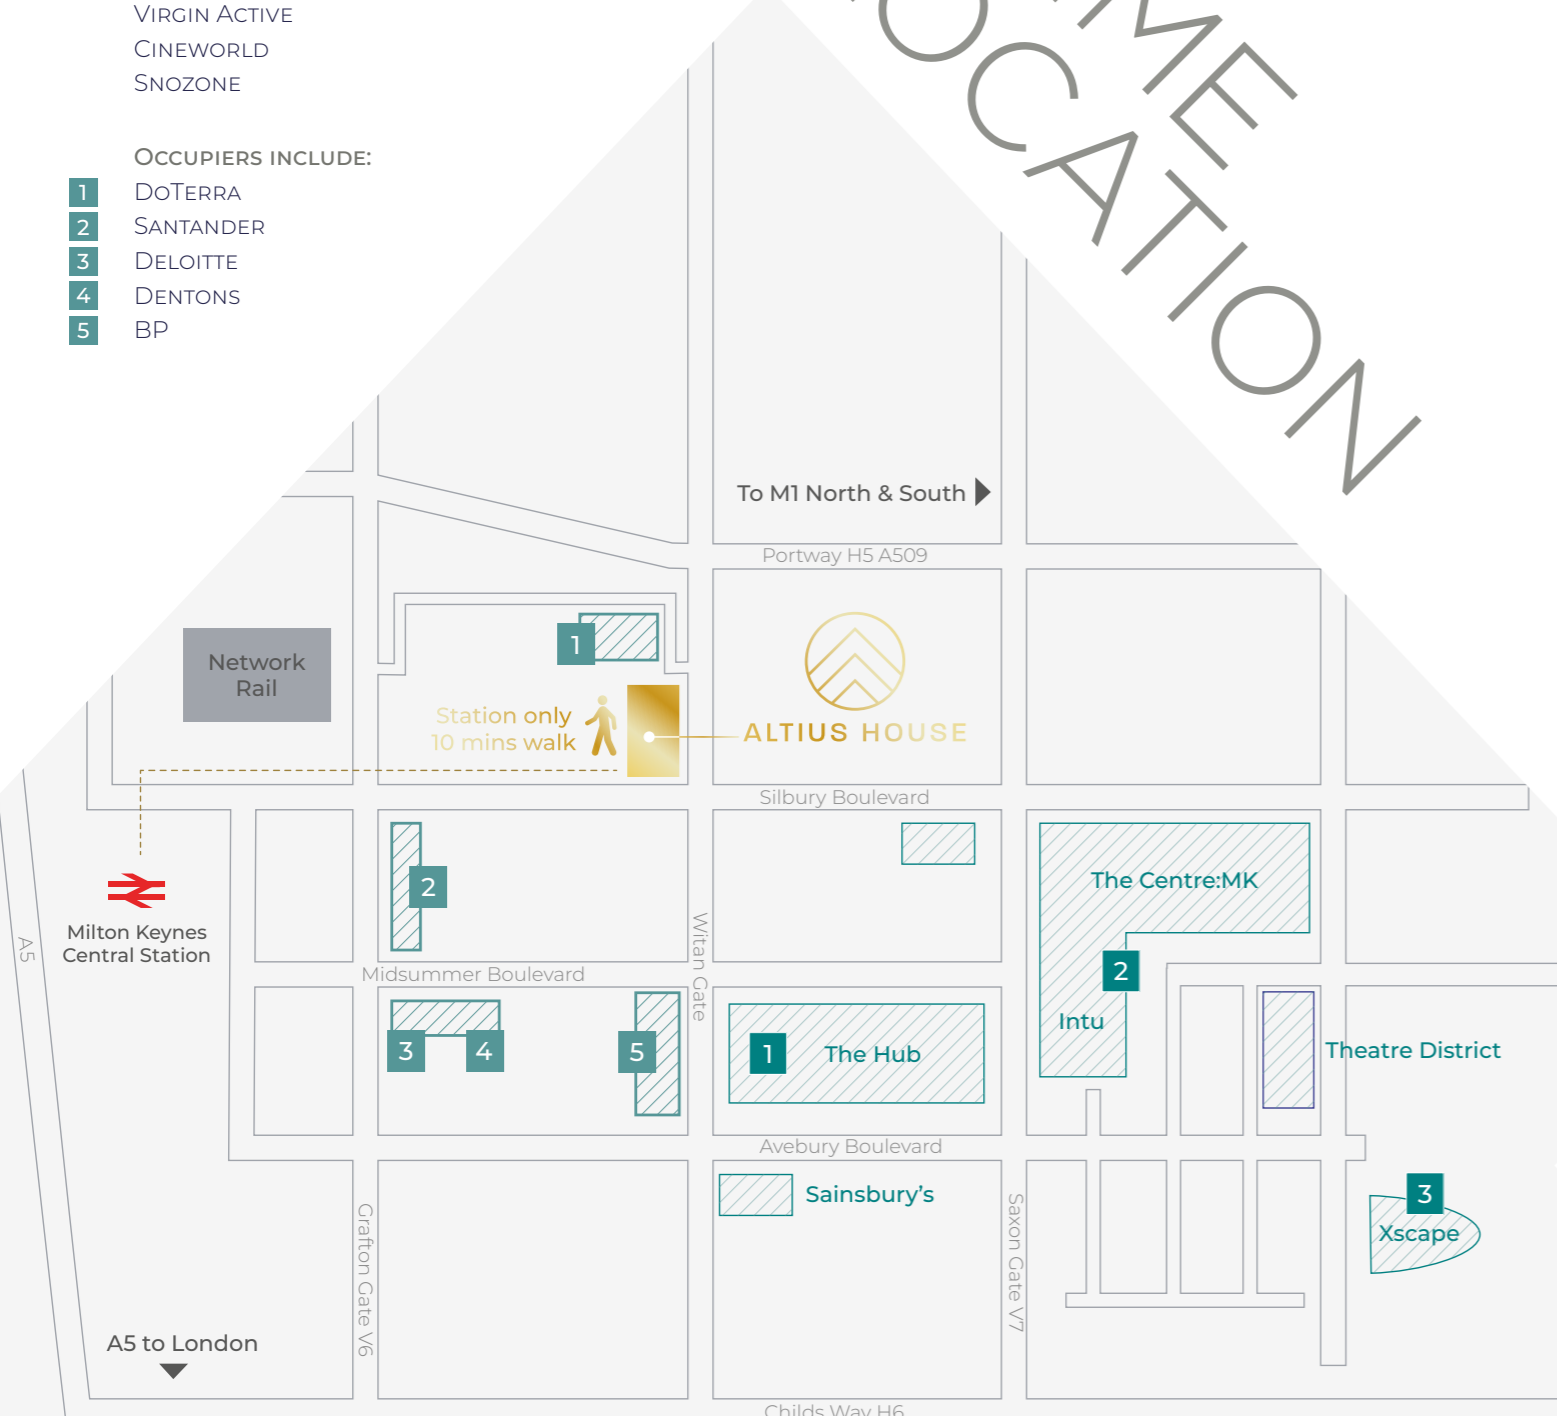 VIRGIN ACTIVE
CINEWORLD
SNOZONE
OCCUPIERS INCLUDE:
1 DOTERRA
2 SANTANDER
3 DELOITTE
4 DENTONS
5 BP
OCATION
To M1 North & South
Portway H5 A509
Network
Rail
1
Station only
10 mins walk
ALTIUS HOUSE
Silbury Boulevard
2
The Centre:MK
Milton Keynes
Central Station
A5
Witan Gate
Midsummer Boulevard
2
Intu
3
4
5
1
The Hub
Theatre District
Avebury Boulevard
Sainsbury's
3
Xscape
Grafton Gate V6
Saxon Gate V7
A5 to London
Childs Way H6